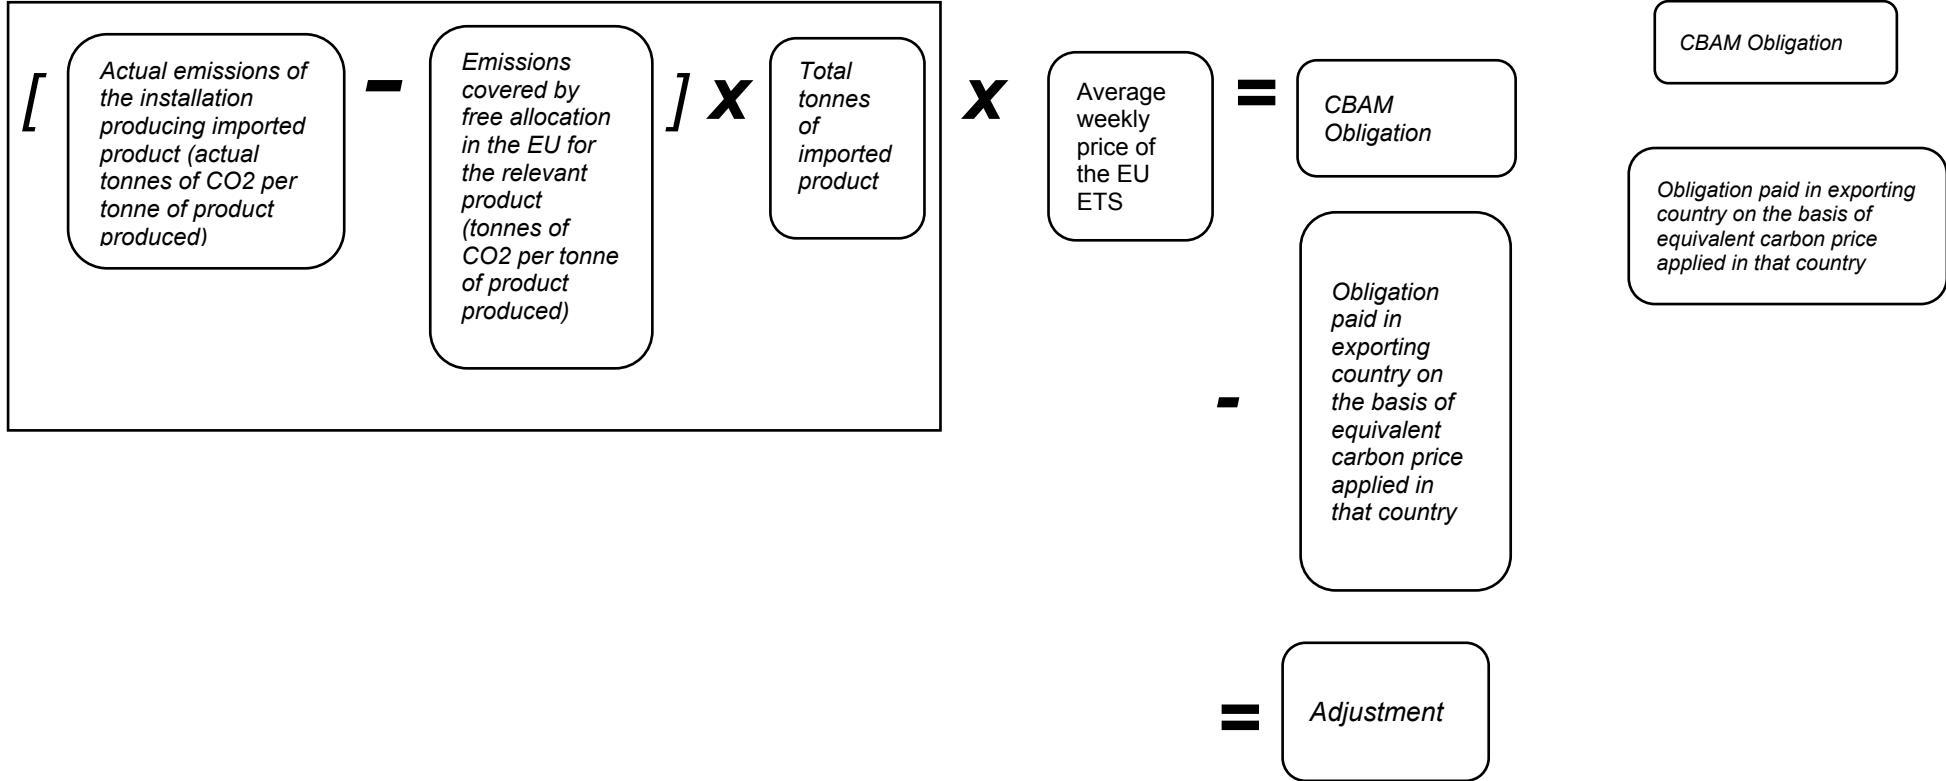 [
Actual emissions of
the installation
producing imported
product (actual
tonnes of CO2 per
tonne of product
produced)
-
Emissions
covered by
free allocation
in the EU for
the relevant
product
(tonnes of
CO2 per tonne
of product
produced)
]
x
Total
tonnes
of
imported
product
x
Average
weekly
price of
the EU
ETS
=
CBAM
Obligation
-
Obligation
paid in
exporting
country on
the basis of
equivalent
carbon price
applied in
that country
=
Adjustment
CBAM Obligation
Obligation paid in exporting
country on the basis of
equivalent carbon price
applied in that country